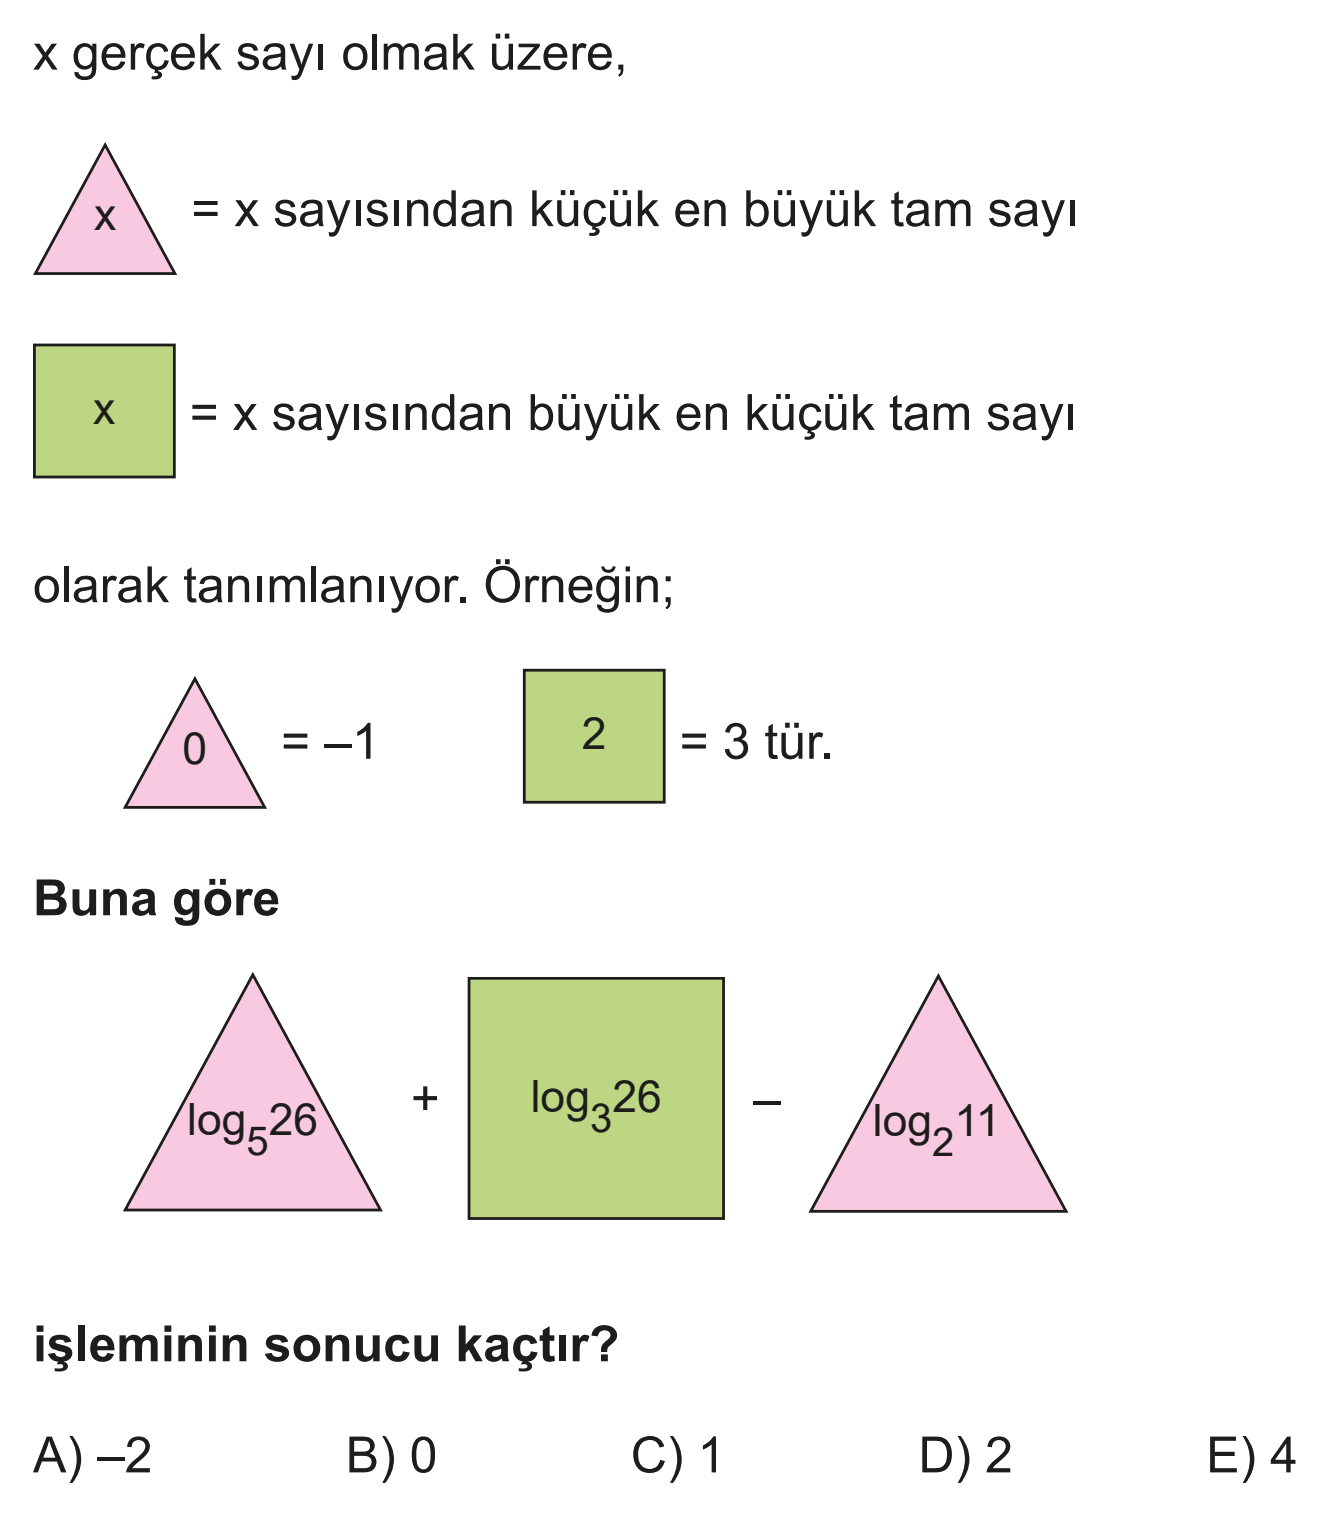 x gerçek sayı olmak üzere,
x = x sayısından küçük en büyük tam sayı
x = x sayısından büyük en küçük tam sayı
olarak tanımlanıyor. Örneğin;
0 = –1 2 = 3 tür.
Buna göre
log₅26 + log₃26 – log₂11
işleminin sonucu kaçtır?
A) –2 B) 0 C) 1 D) 2 E) 4